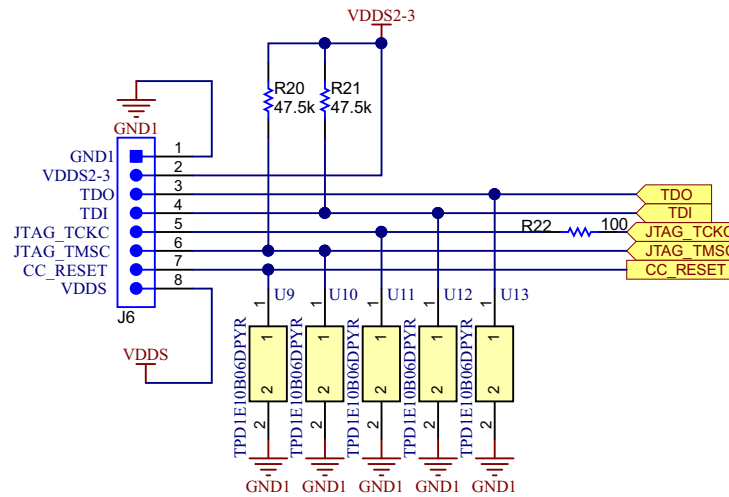 VDDS2-3
R20
47.5k
R21
47.5k
GND1
GND1
1
VDDS2-3
2
TDO
3
TDO
TDI
4
TDI
JTAG_TCKC
5
R22
100
JTAG_TCKC
JTAG_TMSC
6
JTAG_TMSC
CC_RESET
7
CC_RESET
VDDS
8
J6
VDDS
1
U9
1
U10
1
U11
1
U12
1
U13
TPD1E10B06DPYR
1
2
TPD1E10B06DPYR
1
2
TPD1E10B06DPYR
1
2
TPD1E10B06DPYR
1
2
TPD1E10B06DPYR
1
2
2
2
2
2
2
GND1
GND1
GND1
GND1
GND1